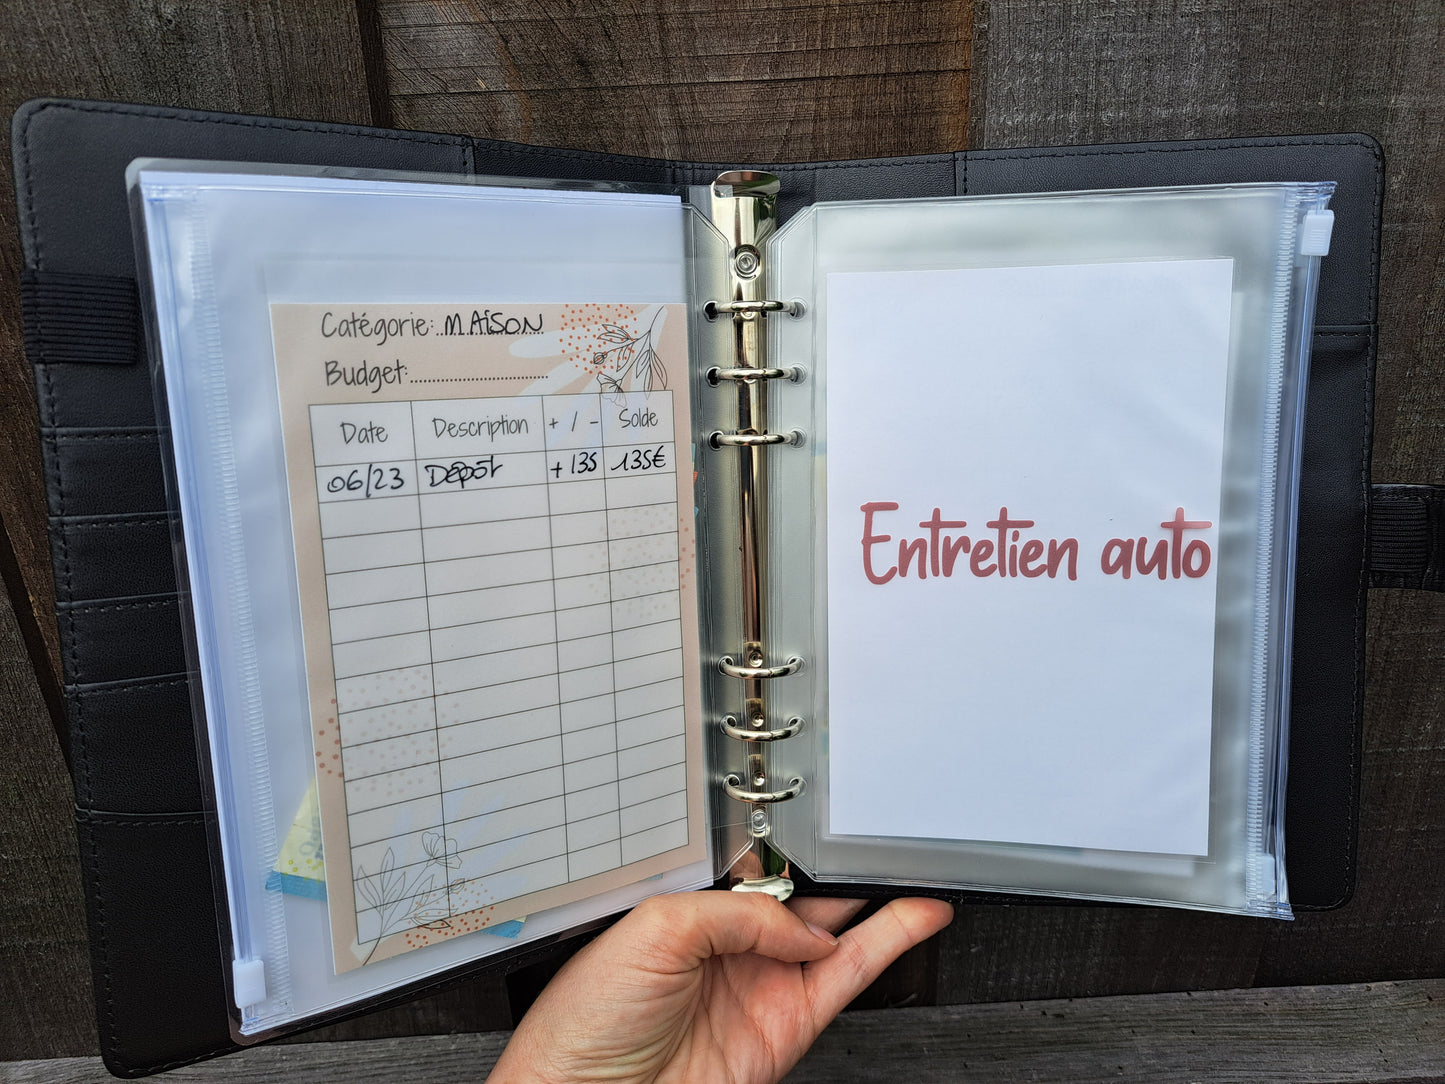 Catégorie: MAiSON
Budget:
Date Description + / - Solde
06/23 Dépôt +135 135€
Entretien auto